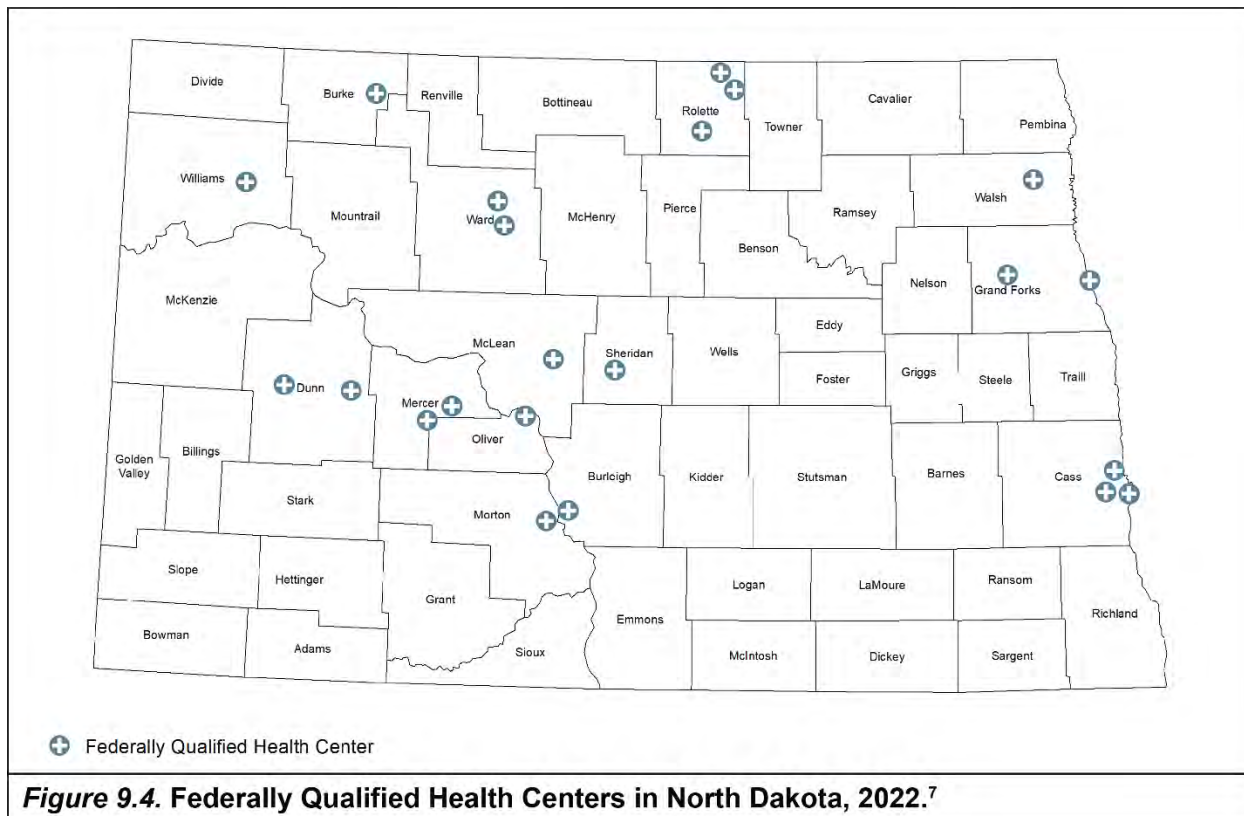 Divide
Burke
Renville
Bottineau
Rolette
Towner
Cavalier
Pembina
Williams
Mountrail
Ward
McHenry
Pierce
Benson
Ramsey
Walsh
McKenzie
Nelson
Grand Forks
McLean
Sheridan
Wells
Eddy
Foster
Griggs
Steele
Traill
Dunn
Mercer
Oliver
Golden
Valley
Billings
Stark
Morton
Burleigh
Kidder
Stutsman
Barnes
Cass
Slope
Hettinger
Grant
Sioux
Emmons
Logan
LaMoure
Ransom
Richland
Bowman
Adams
McIntosh
Dickey
Sargent
Federally Qualified Health Center
Figure 9.4. Federally Qualified Health Centers in North Dakota, 2022.⁷